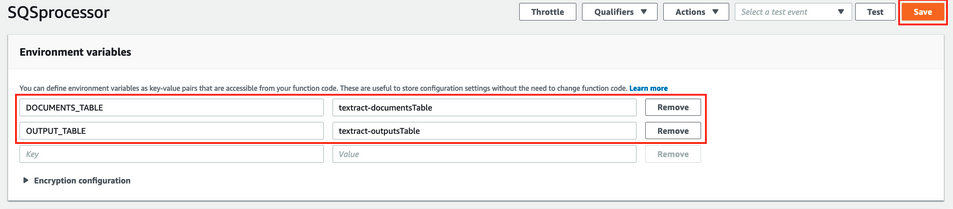 SQSprocessor
Throttle Qualifiers Actions Select a test event Test Save
Environment variables
You can define environment variables as key-value pairs that are accessible from your function code. These are useful to store configuration settings without the need to change function code. Learn more
DOCUMENTS_TABLE textract-documentsTable Remove
OUTPUT_TABLE textract-outputsTable Remove
Key Value Remove
Encryption configuration